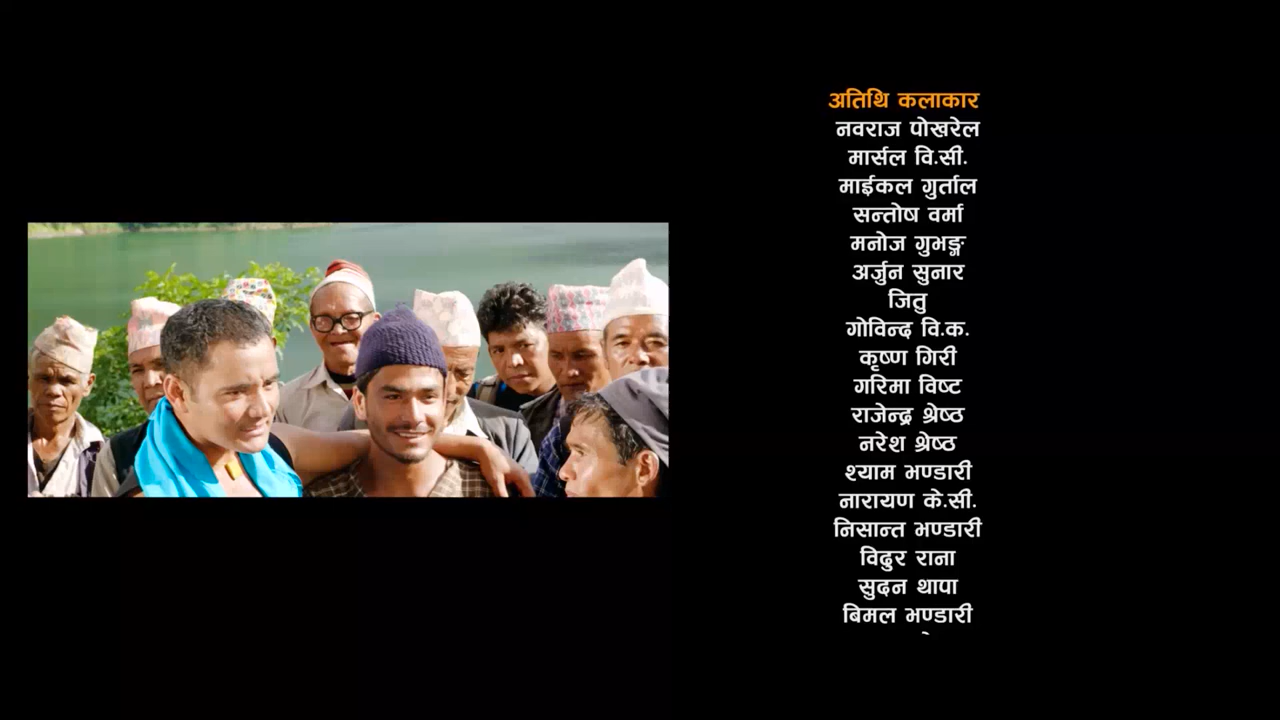 अतिथि कलाकार
नवराज पोखरेल
मार्सल वि.सी.
माईकल गुर्ताल
सन्तोष वर्मा
मनोज गुभङ्ग
अर्जुन सुनार
जितु
गोविन्द वि.क.
कृष्ण गिरी
गरिमा विष्ट
राजेन्द्र श्रेष्ठ
नरेश श्रेष्ठ
श्याम भण्डारी
नारायण के.सी.
निसान्त भण्डारी
विदुर राना
सुदन थापा
बिमल भण्डारी